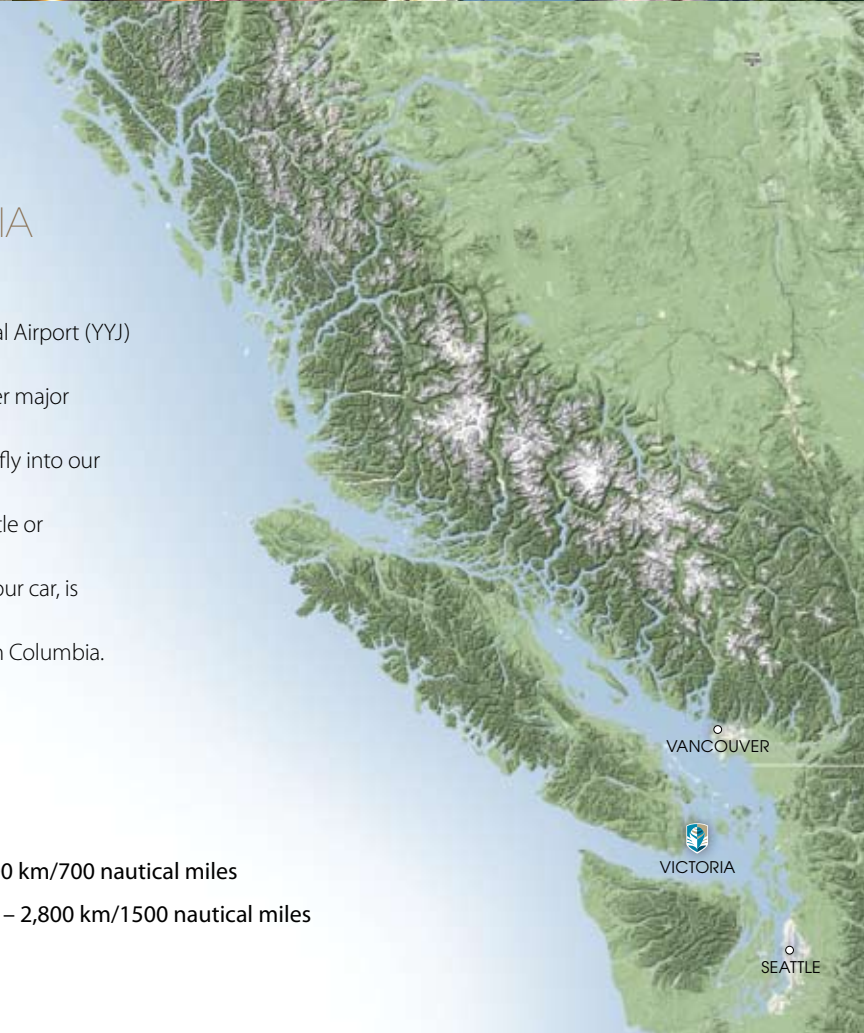 IA
al Airport (YYJ)
er major
fly into our
tle or
our car, is
n Columbia.
VANCOUVER
VICTORIA
0 km/700 nautical miles
– 2,800 km/1500 nautical miles
SEATTLE